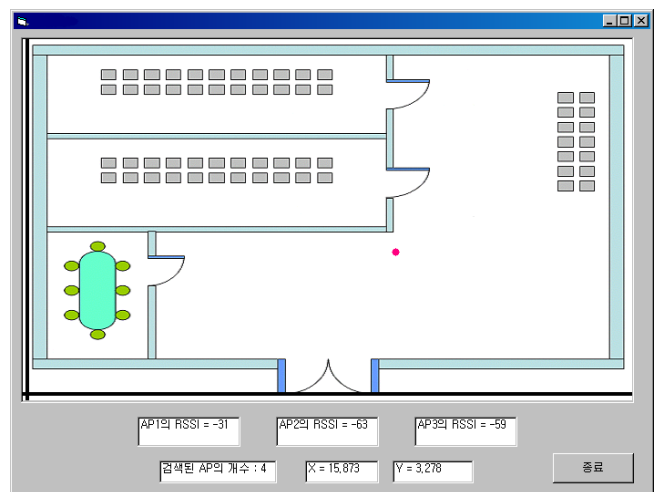 AP1의 RSSI = -31
AP2의 RSSI = -63
AP3의 RSSI = -59
검색된 AP의 개수 : 4
X = 15,873
Y = 3,278
종료